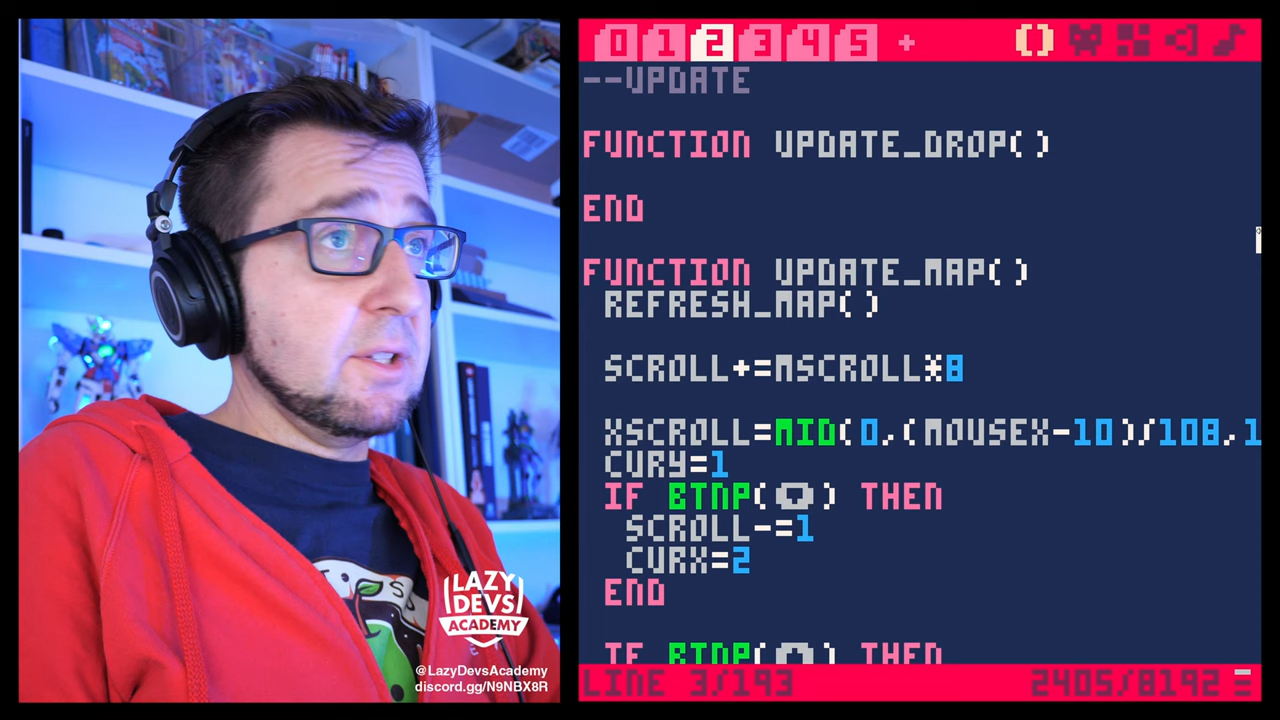 0 1 2 3 4 5 +
--UPDATE
FUNCTION UPDATE_DROP()
END
FUNCTION UPDATE_MAP()
REFRESH_MAP()
SCROLL+=MSCROLL*8
XSCROLL=MID(0,(MOUSEX-10)/108,1
CURY=1
IF BTNP(⬇️) THEN
SCROLL-=1
CURX=2
END
IF BTNP(⬆️) THEN
LINE 3/193
2405/8192
LAZY
DEVS
ACADEMY
@LazyDevsAcademy
discord.gg/N9NBX8R